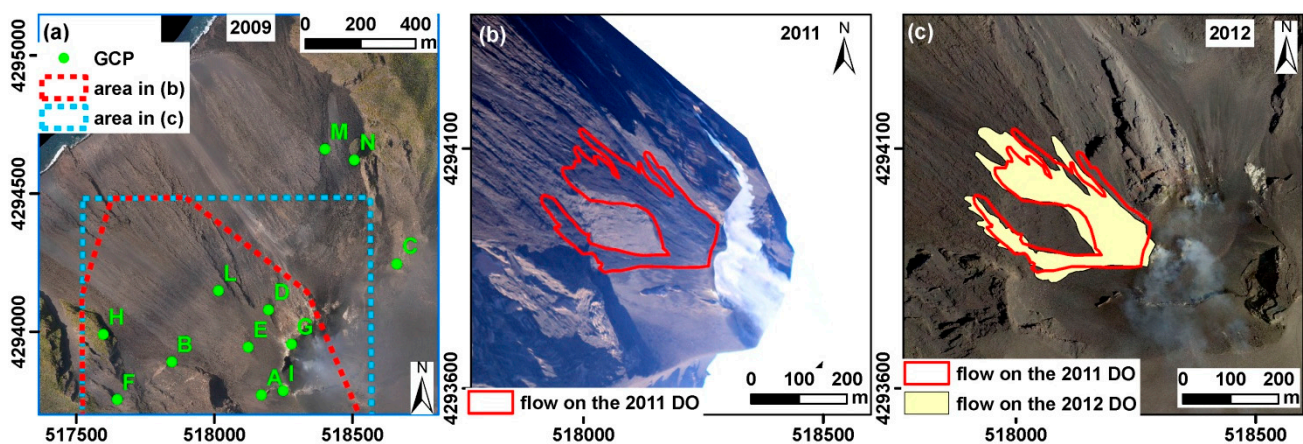 (a) 2009 0 200 400 m
GCP
area in (b)
area in (c)
M N
C
L
D
H E G
B
A I
F
N
4295000
4294500
4294000
517500 518000 518500
(b) 2011
N
4294100
4293600
flow on the 2011 DO
0 100 200 m
518000 518500
(c) 2012
N
4294100
4293600
flow on the 2011 DO
flow on the 2012 DO
0 100 200 m
518000 518500